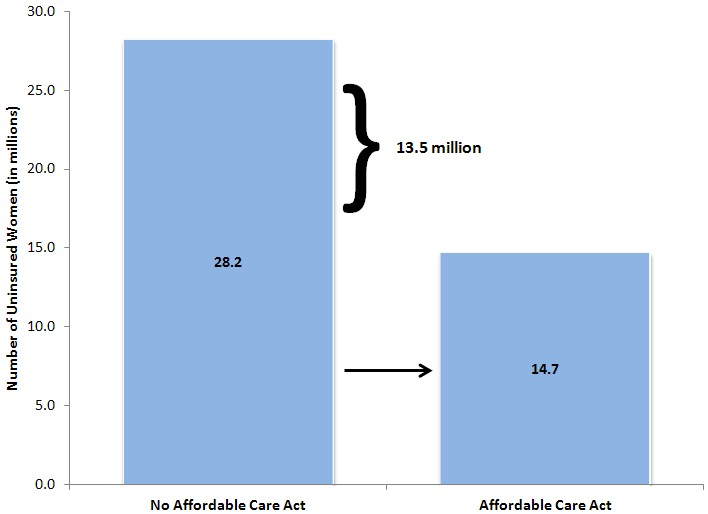 Number of Uninsured Women (in millions)
30.0
25.0
20.0
15.0
10.0
5.0
0.0
28.2
13.5 million
14.7
No Affordable Care Act
Affordable Care Act